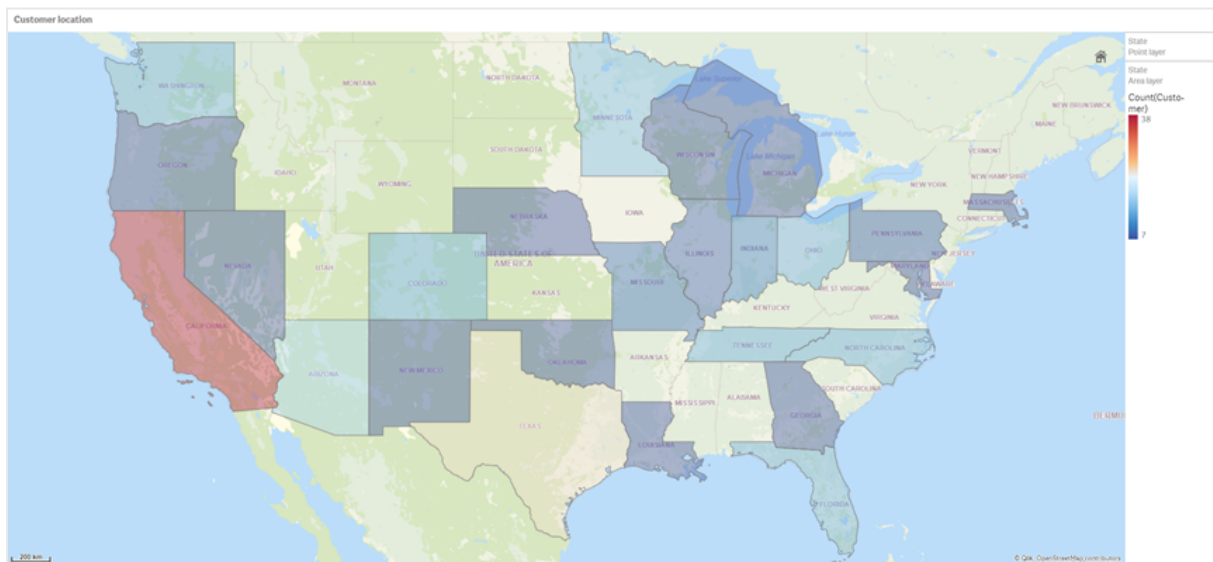 Customer location
State
Point layer
State
Area layer
Count(Custo-
mer)
38
7
WASHINGTON
MONTANA
NORTH DAKOTA
MINNESOTA
Lake Superior
NEW BRUNSWICK
MAINE
Lake Huron
OREGON
IDAHO
SOUTH DAKOTA
WISCONSIN
Lake Michigan
MICHIGAN
VERMONT
NEW HAMPSHIRE
WYOMING
NEW YORK
MASSACHUSETTS
IOWA
CONNECTICUT
NEBRASKA
PENNSYLVANIA
NEVADA
UTAH
UNITED STATES OF
AMERICA
ILLINOIS
INDIANA
OHIO
NEW JERSEY
MARYLAND
COLORADO
KANSAS
MISSOURI
WEST VIRGINIA
DELAWARE
KENTUCKY
VIRGINIA
CALIFORNIA
TENNESSEE
NORTH CAROLINA
ARIZONA
NEW MEXICO
OKLAHOMA
ARKANSAS
SOUTH CAROLINA
MISSISSIPPI
ALABAMA
GEORGIA
BERMU
TEXAS
LOUISIANA
FLORIDA
200 km
© Qlik, OpenStreetMap contributors